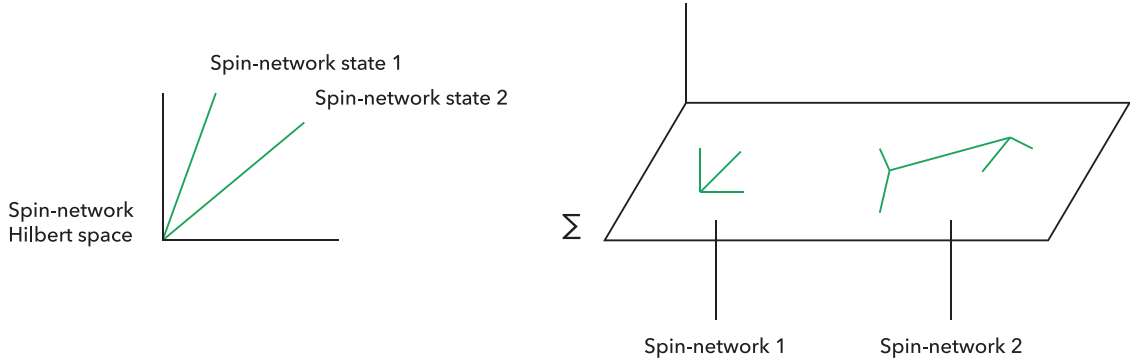 Spin-network state 1
Spin-network state 2
Spin-network
Hilbert space
∑
Spin-network 1
Spin-network 2